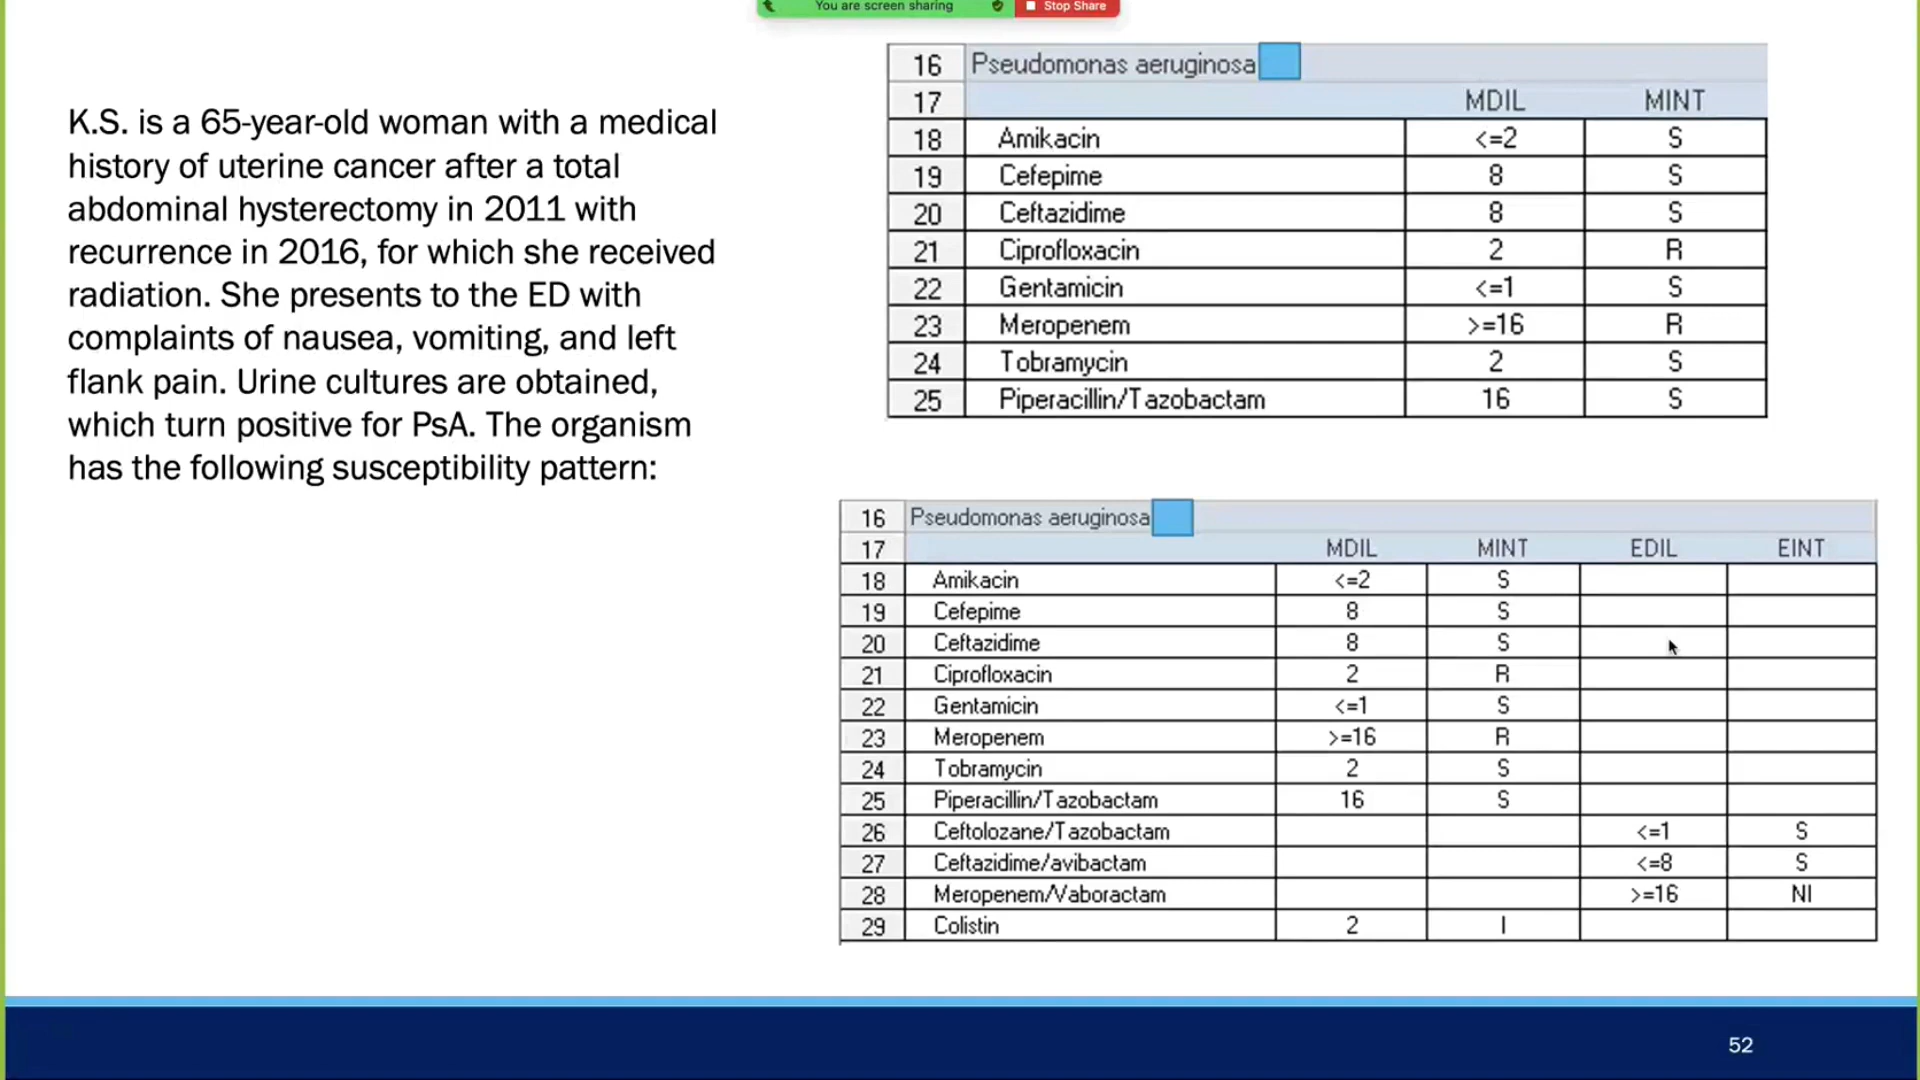 You are screen sharing
Stop Share
K.S. is a 65-year-old woman with a medical
history of uterine cancer after a total
abdominal hysterectomy in 2011 with
recurrence in 2016, for which she received
radiation. She presents to the ED with
complaints of nausea, vomiting, and left
flank pain. Urine cultures are obtained,
which turn positive for PsA. The organism
has the following susceptibility pattern:
16 Pseudomonas aeruginosa
17 MDIL MINT
18 Amikacin <=2 S
19 Cefepime 8 S
20 Ceftazidime 8 S
21 Ciprofloxacin 2 R
22 Gentamicin <=1 S
23 Meropenem >=16 R
24 Tobramycin 2 S
25 Piperacillin/Tazobactam 16 S
16 Pseudomonas aeruginosa
17 MDIL MINT EDIL EINT
18 Amikacin <=2 S
19 Cefepime 8 S
20 Ceftazidime 8 S
21 Ciprofloxacin 2 R
22 Gentamicin <=1 S
23 Meropenem >=16 R
24 Tobramycin 2 S
25 Piperacillin/Tazobactam 16 S
26 Ceftolozane/Tazobactam <=1 S
27 Ceftazidime/avibactam <=8 S
28 Meropenem/Vaboractam >=16 NI
29 Colistin 2 I
52